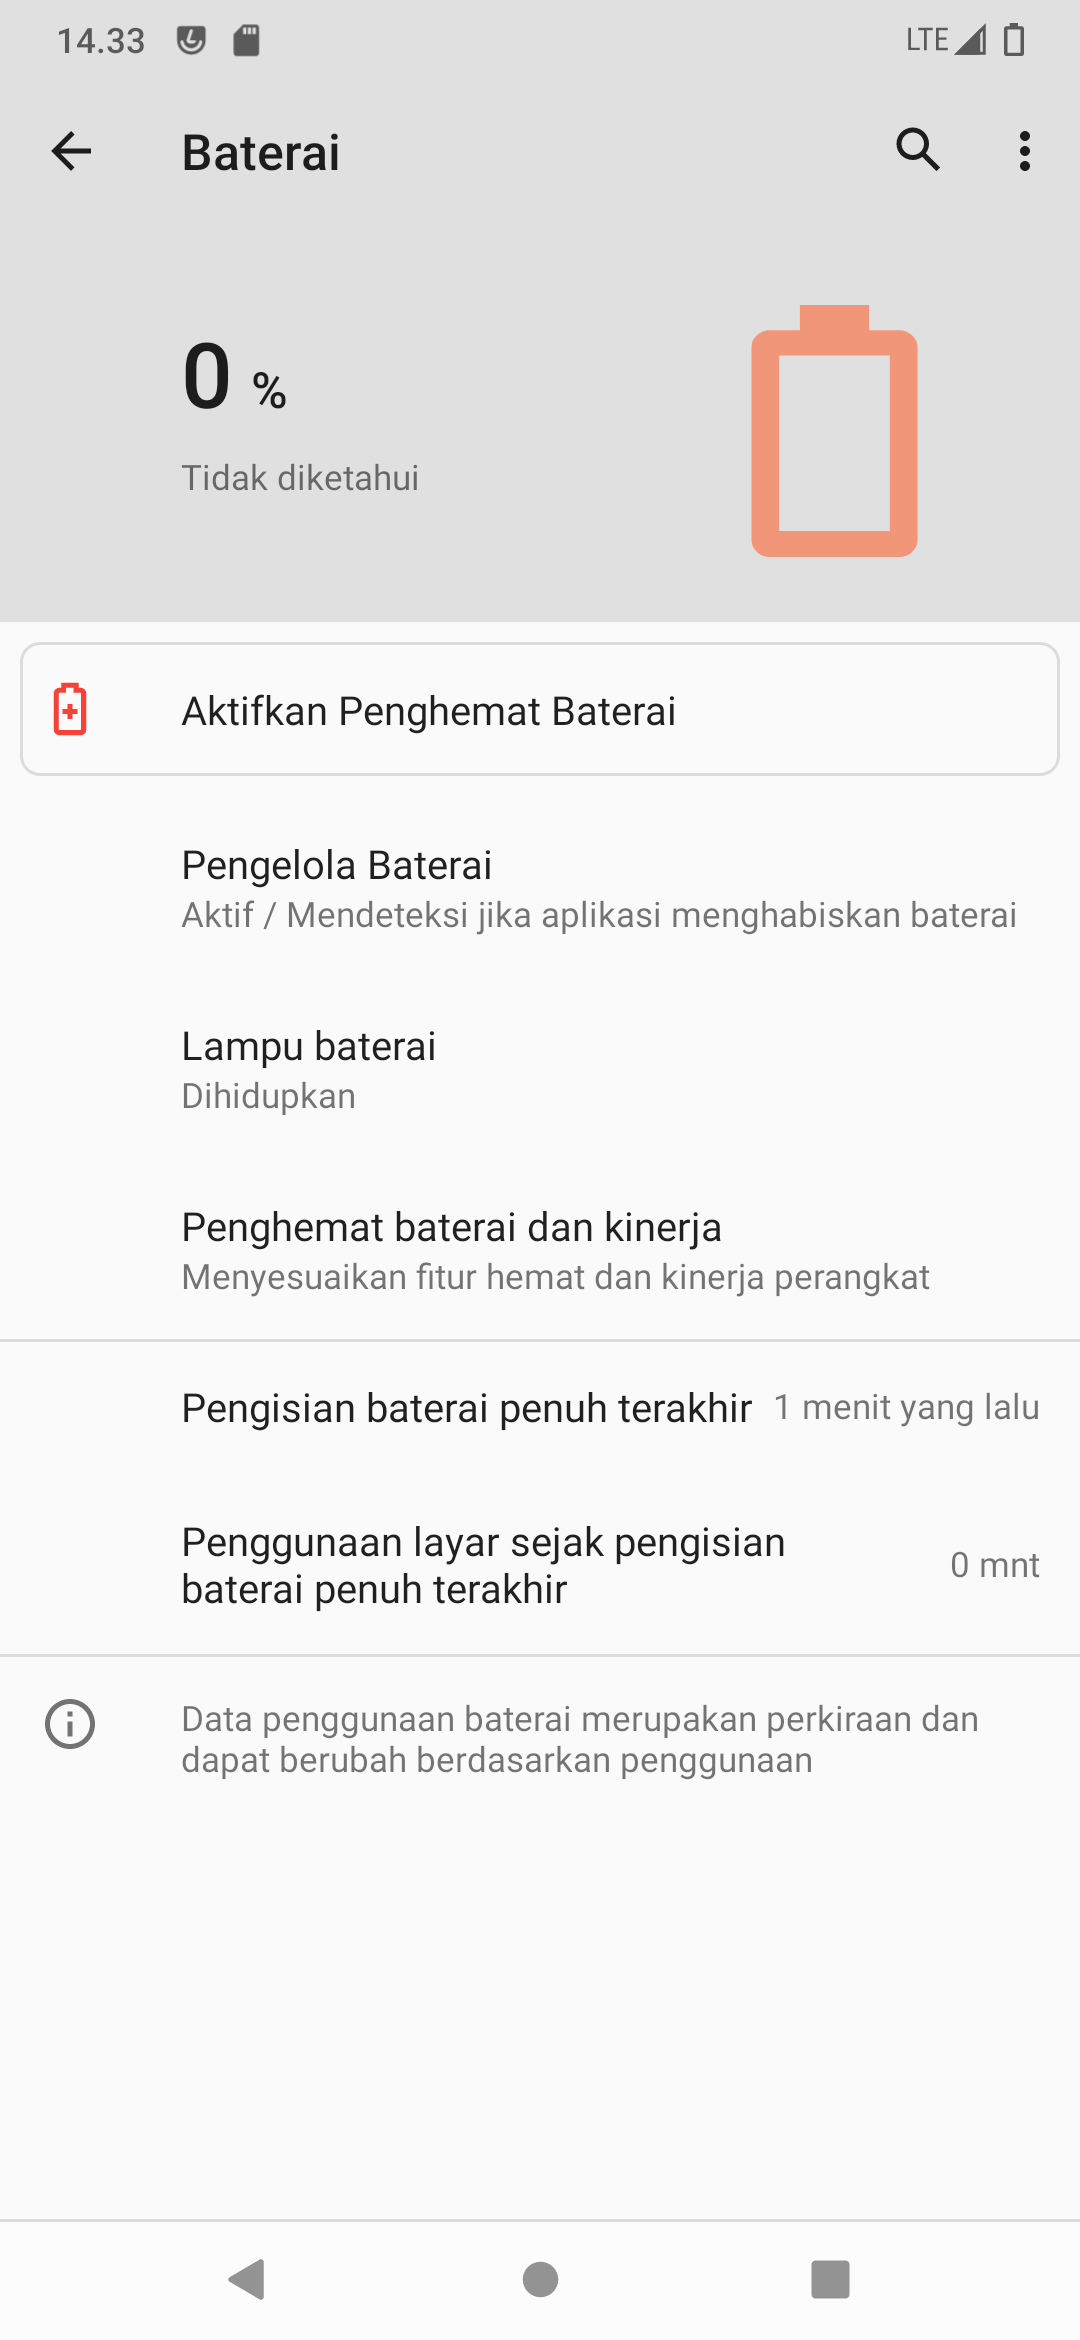 14.33
LTE
Baterai
0 %
Tidak diketahui
Aktifkan Penghemat Baterai
Pengelola Baterai
Aktif / Mendeteksi jika aplikasi menghabiskan baterai
Lampu baterai
Dihidupkan
Penghemat baterai dan kinerja
Menyesuaikan fitur hemat dan kinerja perangkat
Pengisian baterai penuh terakhir 1 menit yang lalu
Penggunaan layar sejak pengisian
baterai penuh terakhir
0 mnt
Data penggunaan baterai merupakan perkiraan dan
dapat berubah berdasarkan penggunaan